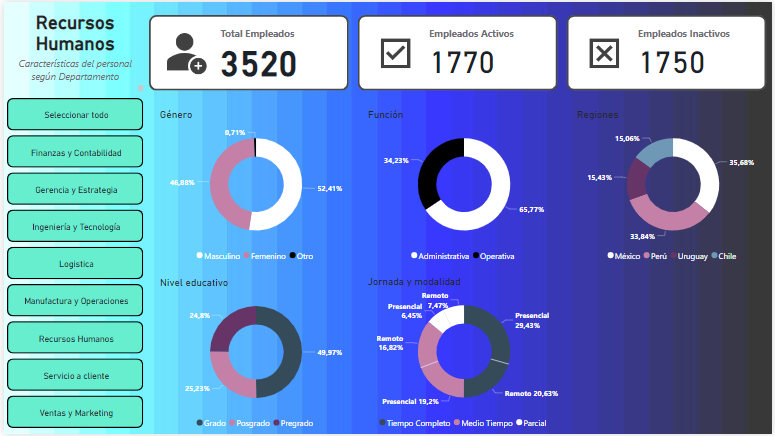 Recursos
Humanos
Características del personal
según Departamento
Seleccionar todo
Finanzas y Contabilidad
Gerencia y Estrategia
Ingeniería y Tecnología
Logistica
Manufactura y Operaciones
Recursos Humanos
Servicio a cliente
Ventas y Marketing
Total Empleados
3520
Empleados Activos
1770
Empleados Inactivos
1750
Género
8,71%
46,88%
52,41%
Masculino Femenino Otro
Función
34,23%
65,77%
Administrativa Operativa
Regiones
15,06%
35,68%
15,43%
33,84%
México Perú Uruguay Chile
Nivel educativo
24,8%
49,97%
25,23%
Grado Posgrado Pregrado
Jornada y modalidad
Remoto
7,47%
Presencial
6,45%
Presencial
29,43%
Remoto
16,82%
Remoto 20,63%
Presencial 19,2%
Tiempo Completo Medio Tiempo Parcial